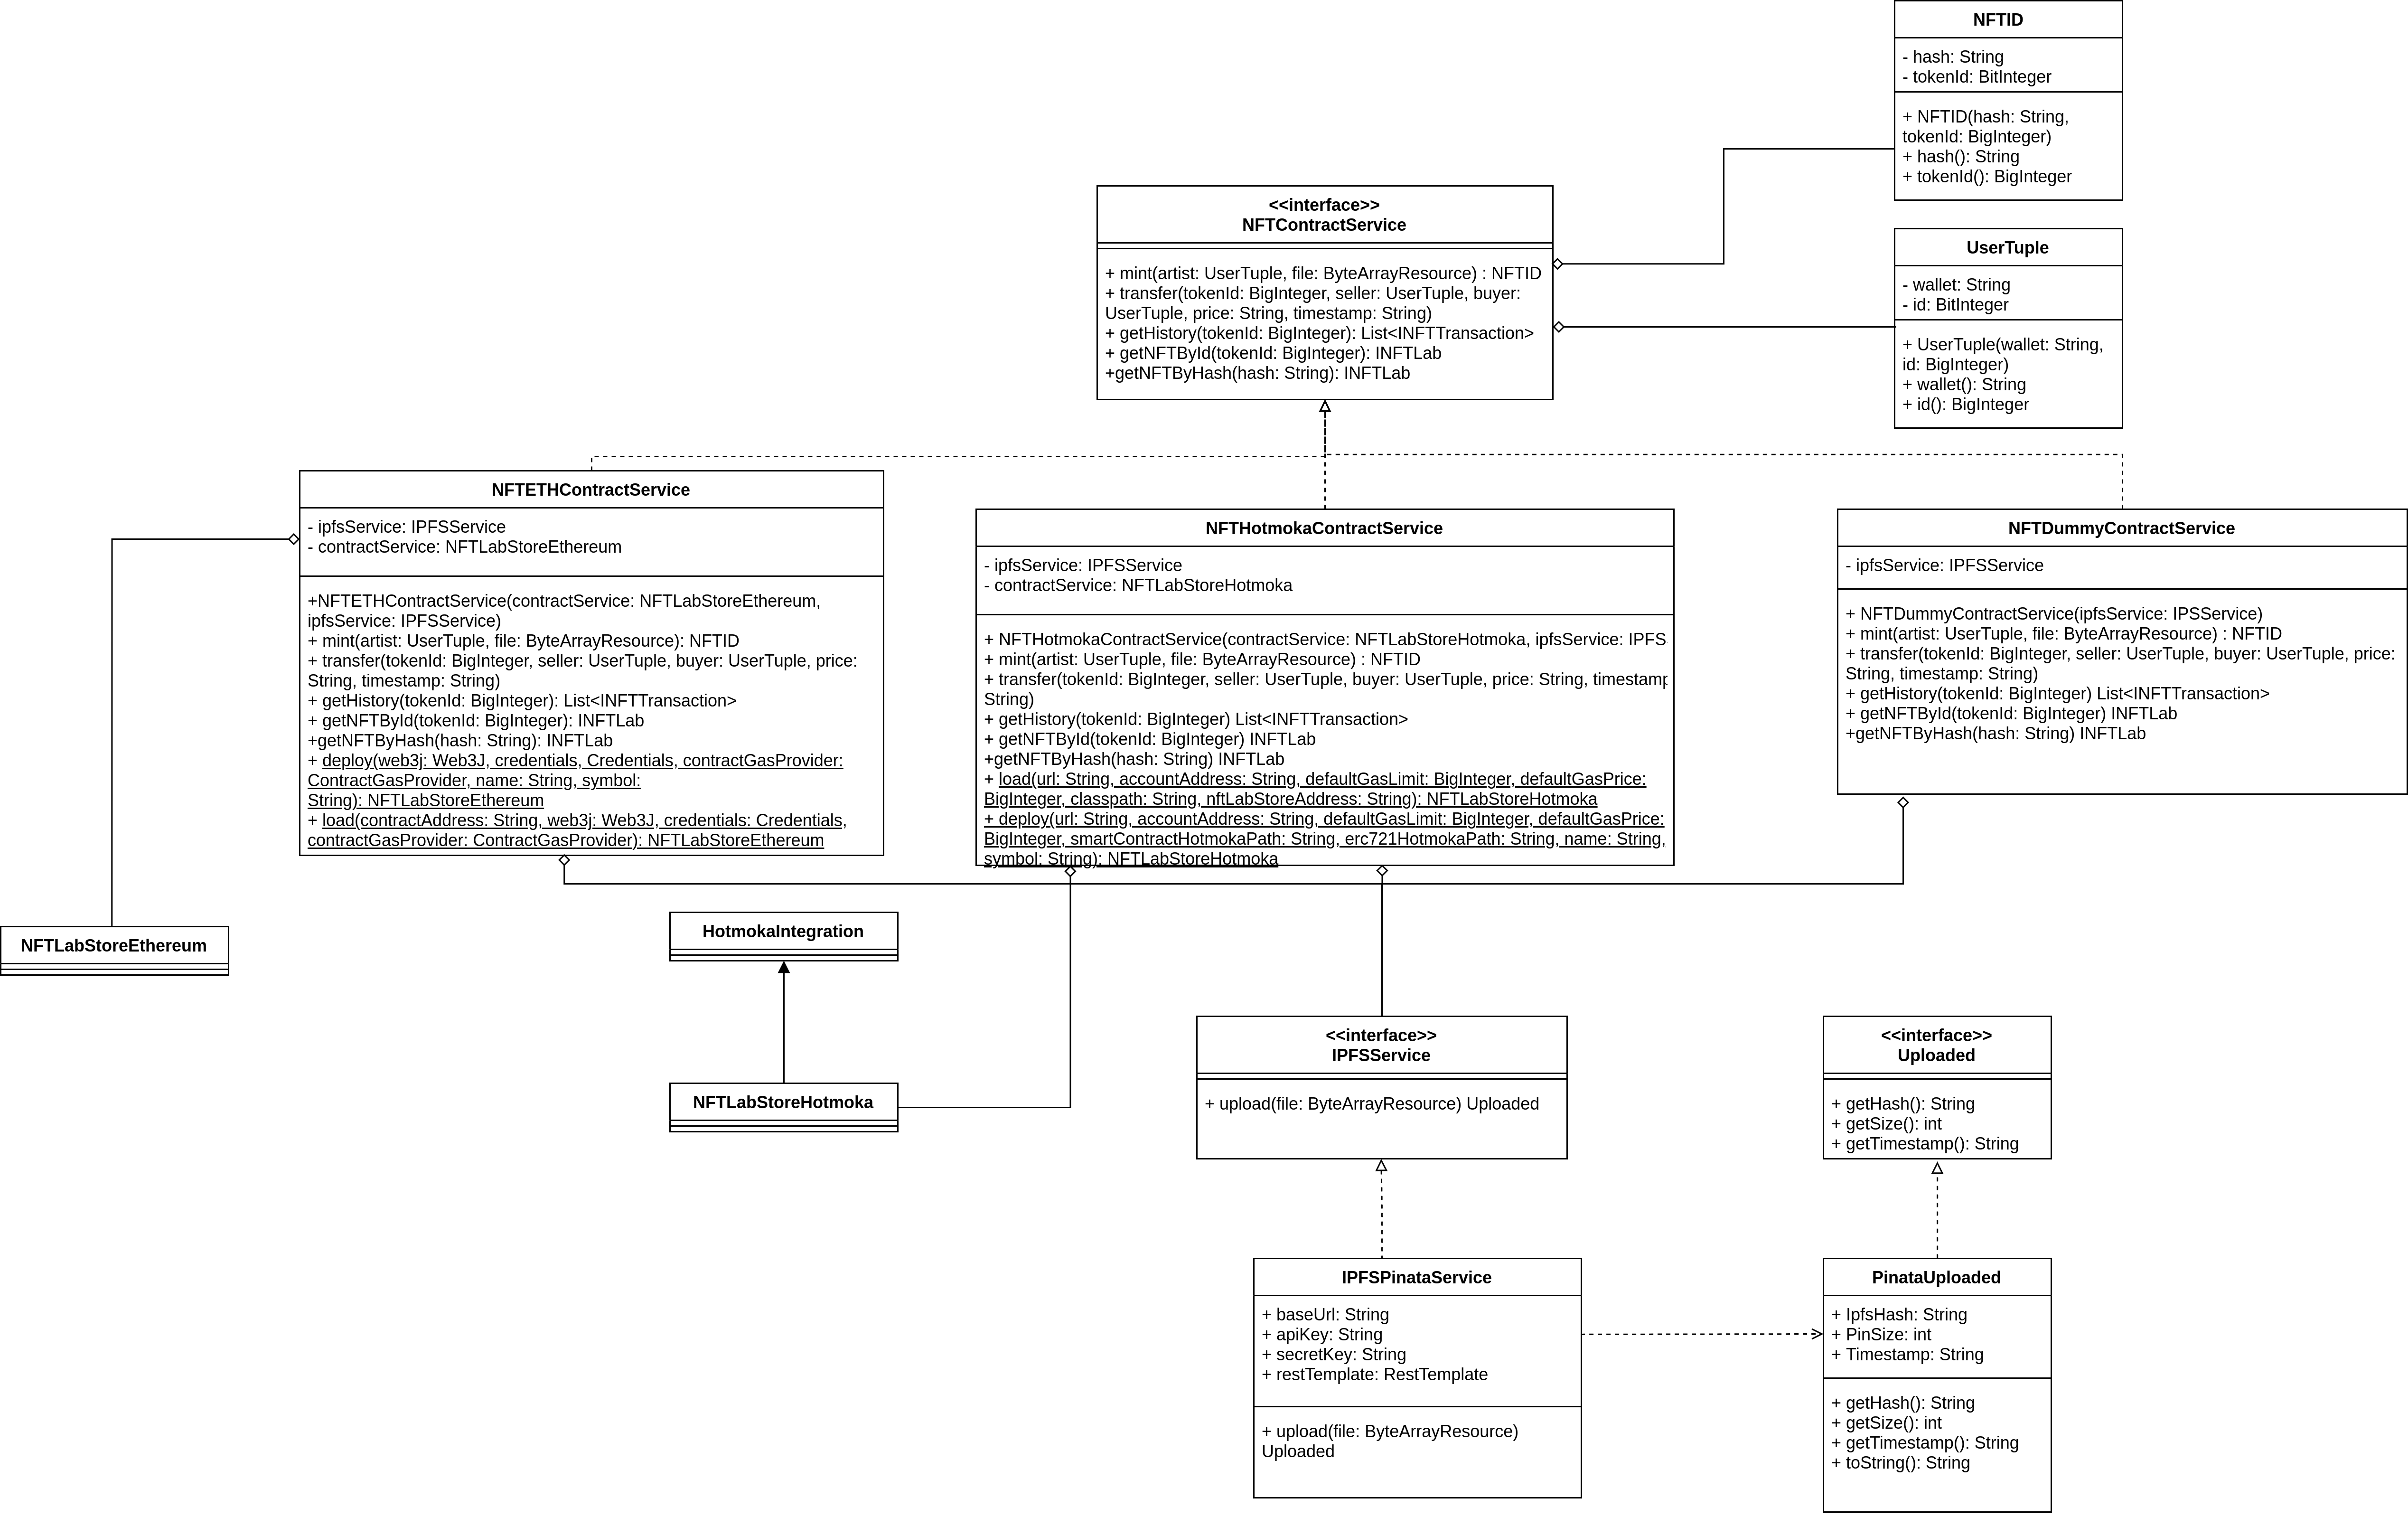 NFTID
- hash: String
- tokenId: BitInteger
+ NFTID(hash: String,
tokenId: BigInteger)
+ hash(): String
+ tokenId(): BigInteger
<<interface>>
NFTContractService
+ mint(artist: UserTuple, file: ByteArrayResource) : NFTID
+ transfer(tokenId: BigInteger, seller: UserTuple, buyer:
UserTuple, price: String, timestamp: String)
+ getHistory(tokenId: BigInteger): List<INFTTransaction>
+ getNFTById(tokenId: BigInteger): INFTLab
+getNFTByHash(hash: String): INFTLab
UserTuple
- wallet: String
- id: BitInteger
+ UserTuple(wallet: String,
id: BigInteger)
+ wallet(): String
+ id(): BigInteger
NFTETHContractService
- ipfsService: IPFSService
- contractService: NFTLabStoreEthereum
+NFTETHContractService(contractService: NFTLabStoreEthereum,
ipfsService: IPFSService)
+ mint(artist: UserTuple, file: ByteArrayResource): NFTID
+ transfer(tokenId: BigInteger, seller: UserTuple, buyer: UserTuple, price:
String, timestamp: String)
+ getHistory(tokenId: BigInteger): List<INFTTransaction>
+ getNFTById(tokenId: BigInteger): INFTLab
+getNFTByHash(hash: String): INFTLab
+ deploy(web3j: Web3J, credentials, Credentials, contractGasProvider:
ContractGasProvider, name: String, symbol:
String): NFTLabStoreEthereum
+ load(contractAddress: String, web3j: Web3J, credentials: Credentials,
contractGasProvider: ContractGasProvider): NFTLabStoreEthereum
NFTHotmokaContractService
- ipfsService: IPFSService
- contractService: NFTLabStoreHotmoka
+ NFTHotmokaContractService(contractService: NFTLabStoreHotmoka, ipfsService: IPFS
+ mint(artist: UserTuple, file: ByteArrayResource) : NFTID
+ transfer(tokenId: BigInteger, seller: UserTuple, buyer: UserTuple, price: String, timestamp
String)
+ getHistory(tokenId: BigInteger) List<INFTTransaction>
+ getNFTById(tokenId: BigInteger) INFTLab
+getNFTByHash(hash: String) INFTLab
+ load(url: String, accountAddress: String, defaultGasLimit: BigInteger, defaultGasPrice:
BigInteger, classpath: String, nftLabStoreAddress: String): NFTLabStoreHotmoka
+ deploy(url: String, accountAddress: String, defaultGasLimit: BigInteger, defaultGasPrice:
BigInteger, smartContractHotmokaPath: String, erc721HotmokaPath: String, name: String,
symbol: String): NFTLabStoreHotmoka
NFTDummyContractService
- ipfsService: IPFSService
+ NFTDummyContractService(ipfsService: IPSService)
+ mint(artist: UserTuple, file: ByteArrayResource) : NFTID
+ transfer(tokenId: BigInteger, seller: UserTuple, buyer: UserTuple, price:
String, timestamp: String)
+ getHistory(tokenId: BigInteger) List<INFTTransaction>
+ getNFTById(tokenId: BigInteger) INFTLab
+getNFTByHash(hash: String) INFTLab
NFTLabStoreEthereum
HotmokaIntegration
NFTLabStoreHotmoka
<<interface>>
IPFSService
+ upload(file: ByteArrayResource) Uploaded
<<interface>>
Uploaded
+ getHash(): String
+ getSize(): int
+ getTimestamp(): String
IPFSPinataService
+ baseUrl: String
+ apiKey: String
+ secretKey: String
+ restTemplate: RestTemplate
+ upload(file: ByteArrayResource)
Uploaded
PinataUploaded
+ IpfsHash: String
+ PinSize: int
+ Timestamp: String
+ getHash(): String
+ getSize(): int
+ getTimestamp(): String
+ toString(): String